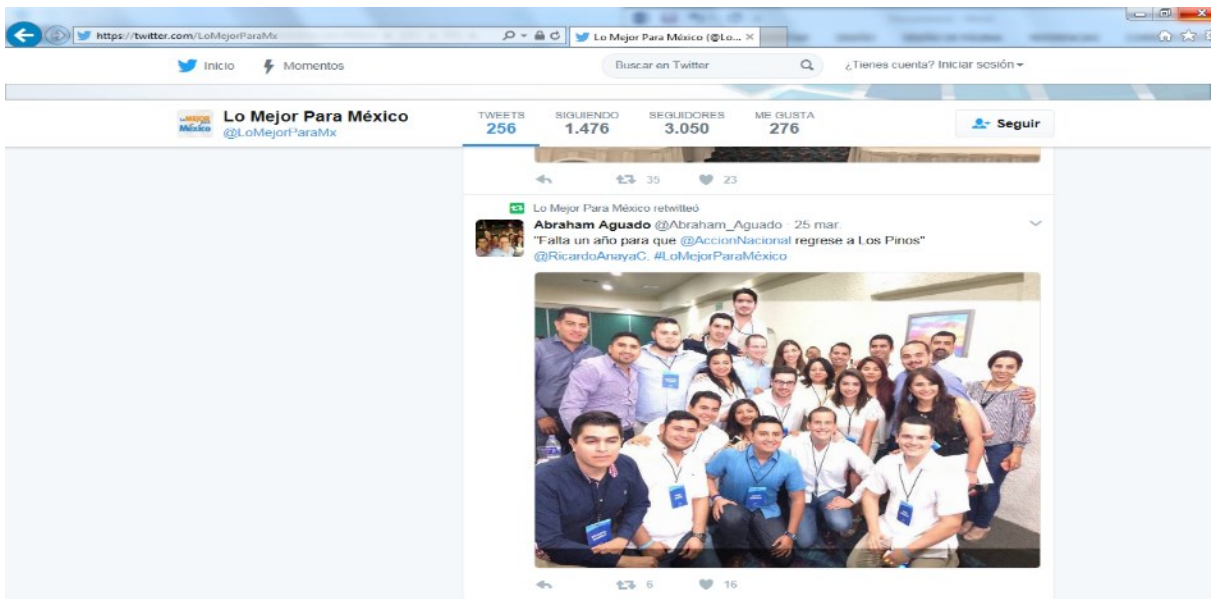 https://twitter.com/LoMejorParaMx
Lo Mejor Para México (@Lo...
Inicio
Momentos
Buscar en Twitter
¿Tienes cuenta? Iniciar sesión
Lo MEJOR
México
Lo Mejor Para México
@LoMejorParaMx
TWEETS
256
SIGUIENDO
1.476
SEGUIDORES
3.050
ME GUSTA
276
Seguir
35
23
Lo Mejor Para México retwitteó
Abraham Aguado @Abraham_Aguado · 25 mar.
"Falta un año para que @AccionNacional regrese a Los Pinos"
@RicardoAnayaC. #LoMejorParaMéxico
6
16